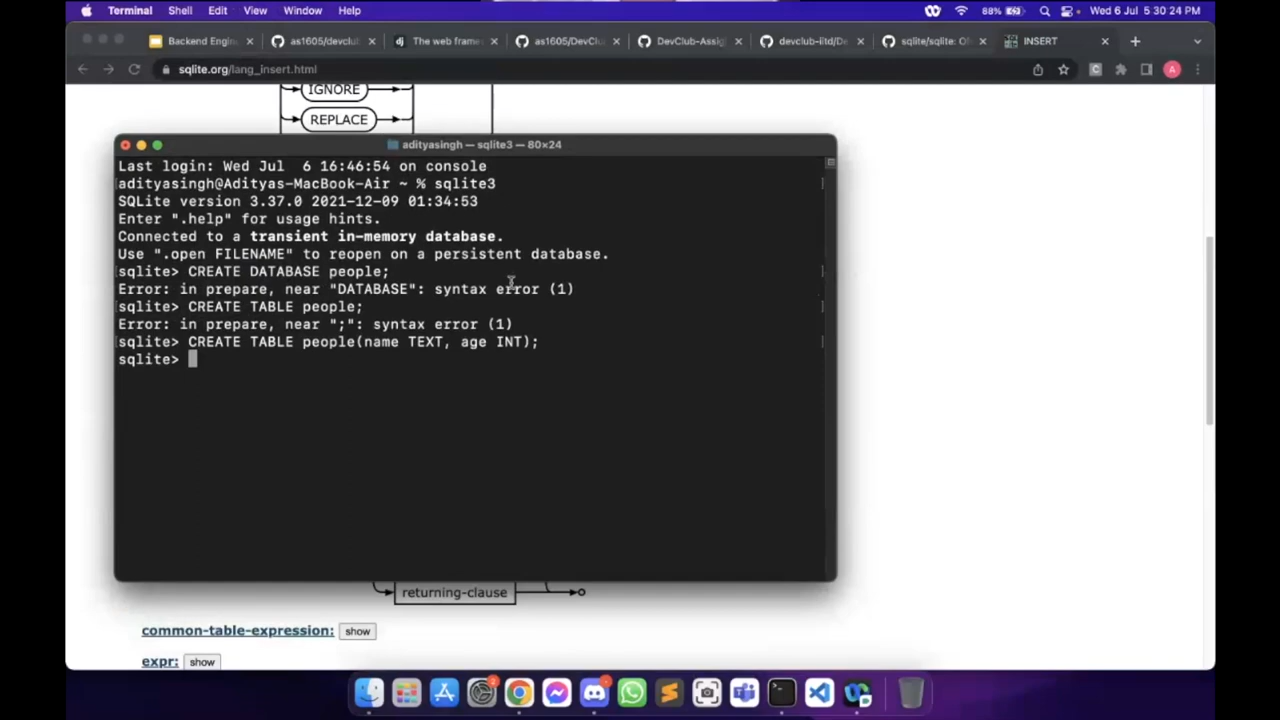 Terminal Shell Edit View Window Help 88% Wed 6 Jul 5:30:24 PM
Backend Engin as1605/devclub The web frame as1605/DevClu DevClub-Assig devclub-iitd/De sqlite/sqlite: Of INSERT
sqlite.org/lang_insert.html A
IGNORE
REPLACE
adityasingh — sqlite3 — 80×24
Last login: Wed Jul  6 16:46:54 on console
adityasingh@Adityas-MacBook-Air ~ % sqlite3
SQLite version 3.37.0 2021-12-09 01:34:53
Enter ".help" for usage hints.
Connected to a transient in-memory database.
Use ".open FILENAME" to reopen on a persistent database.
sqlite> CREATE DATABASE people;
Error: in prepare, near "DATABASE": syntax error (1)
sqlite> CREATE TABLE people;
Error: in prepare, near ";": syntax error (1)
sqlite> CREATE TABLE people(name TEXT, age INT);
sqlite>
returning-clause
common-table-expression: show
expr: show